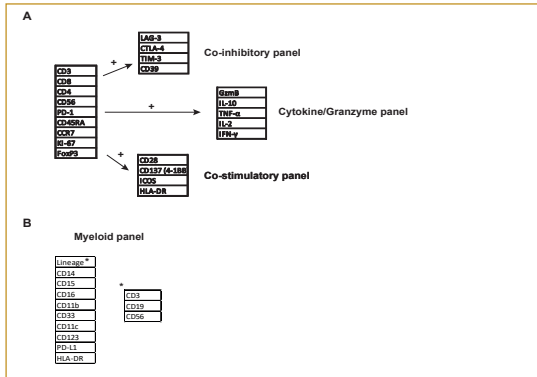 A
LAG-3
CTLA-4
TIM-3
CD39
Co-inhibitory panel
+
CD3
CD8
CD4
CD56
PD-1
CD45RA
CCR7
KI-67
FoxP3
+
GzmB
IL-10
TNF-α
IL-2
IFN-γ
Cytokine/Granzyme panel
+
CD28
CD137 (4-1BB
ICOS
HLA-DR
Co-stimulatory panel
B
Myeloid panel
Lineage*
CD14
CD15
CD16
CD11b
CD33
CD11c
CD123
PD-L1
HLA-DR
*
CD3
CD19
CD56